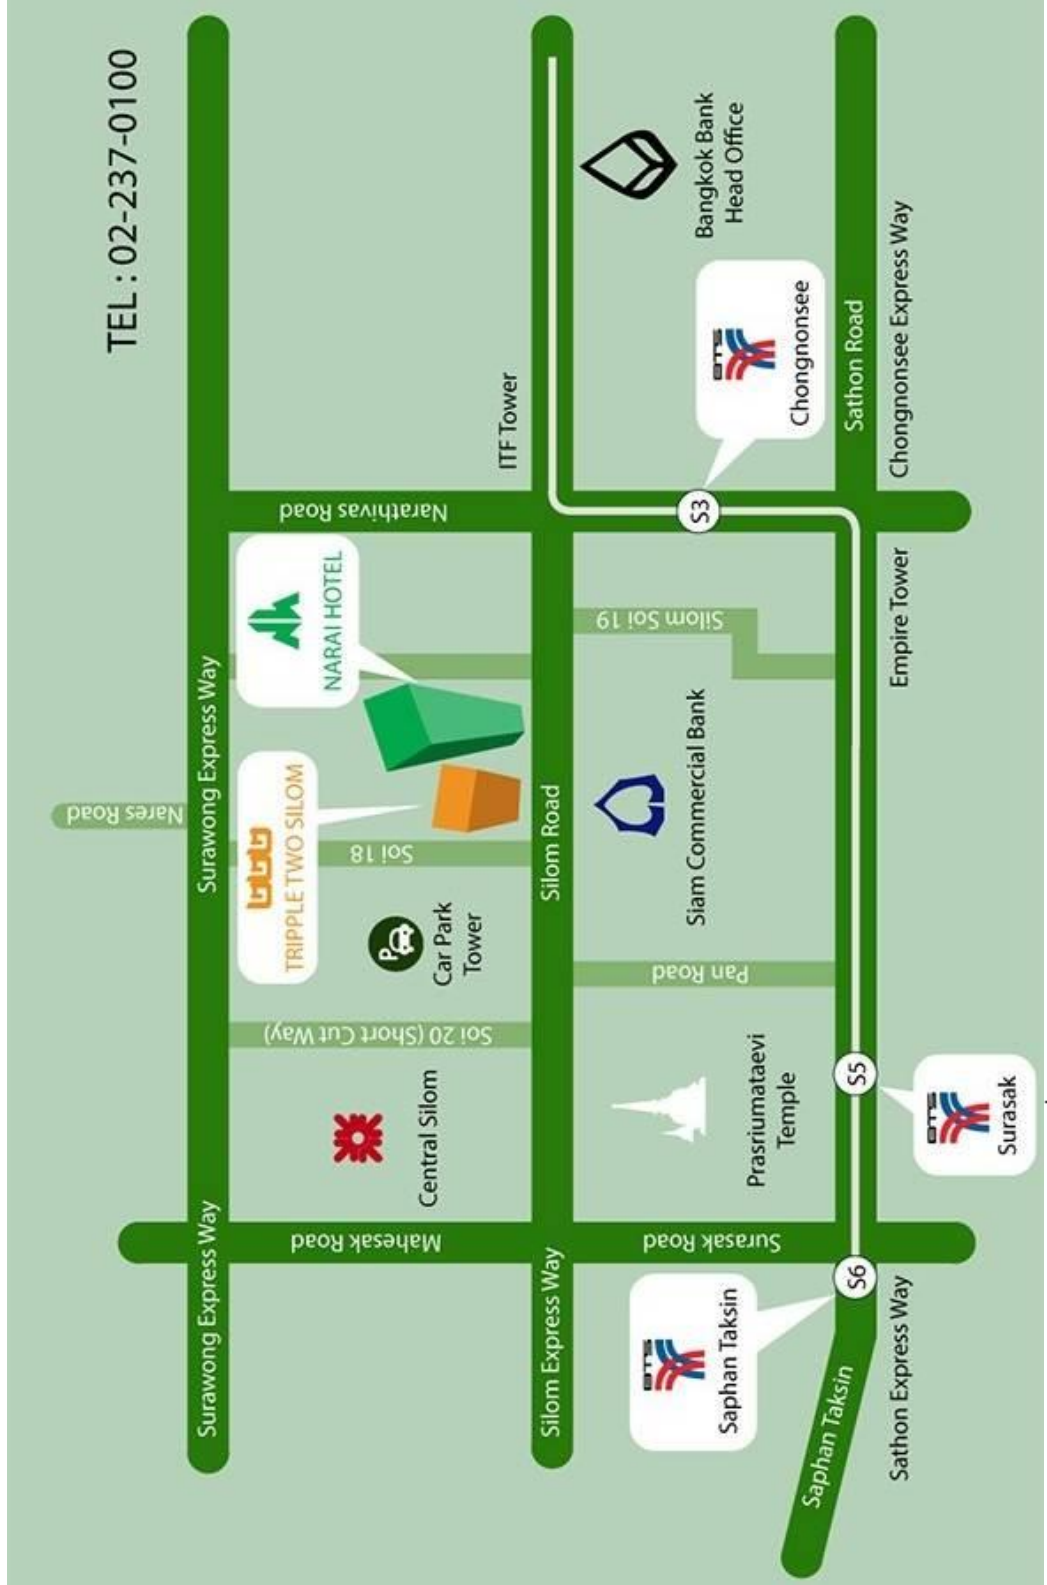 TEL : 02-237-0100
Nares Road
Surawong Express Way
Surawong Express Way
TRIPPLE TWO SILOM
NARAI HOTEL
Mahesak Road
Soi 20 (Short Cut Way)
Soi 18
Narathivas Road
Central Silom
Car Park
Tower
ITF Tower
Silom Express Way
Silom Road
Surasak Road
Pan Road
Silom Soi 19
BTS
Saphan Taksin
Prasriumataevi
Temple
Siam Commercial Bank
S3
BTS
Chongnonsee
Bangkok Bank
Head Office
Saphan Taksin
S6
S5
Sathon Road
Sathon Express Way
BTS
Surasak
Empire Tower
Chongnonsee Express Way